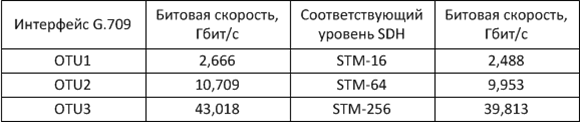 Интерфейс G.709 Битовая скорость, Гбит/с Соответствующий уровень SDH Битовая скорость, Гбит/с
OTU1 2,666 STM-16 2,488
OTU2 10,709 STM-64 9,953
OTU3 43,018 STM-256 39,813